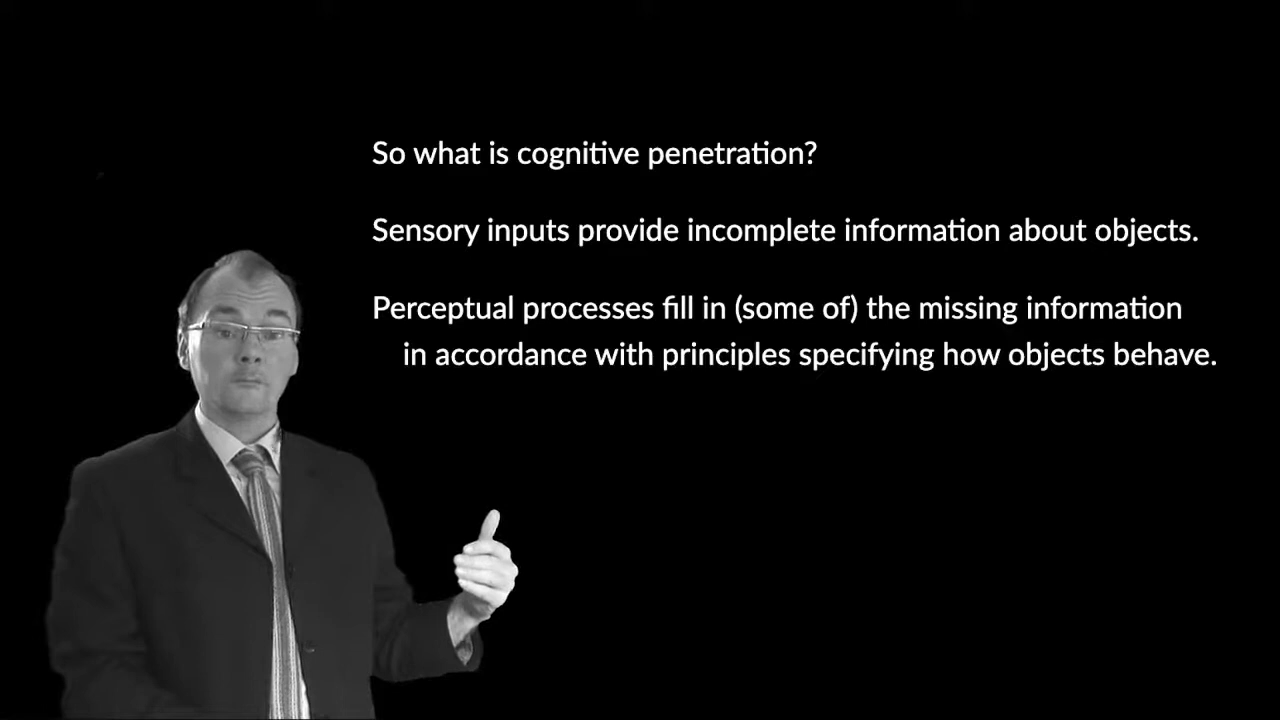 So what is cognitive penetration?
Sensory inputs provide incomplete information about objects.
Perceptual processes fill in (some of) the missing information
in accordance with principles specifying how objects behave.